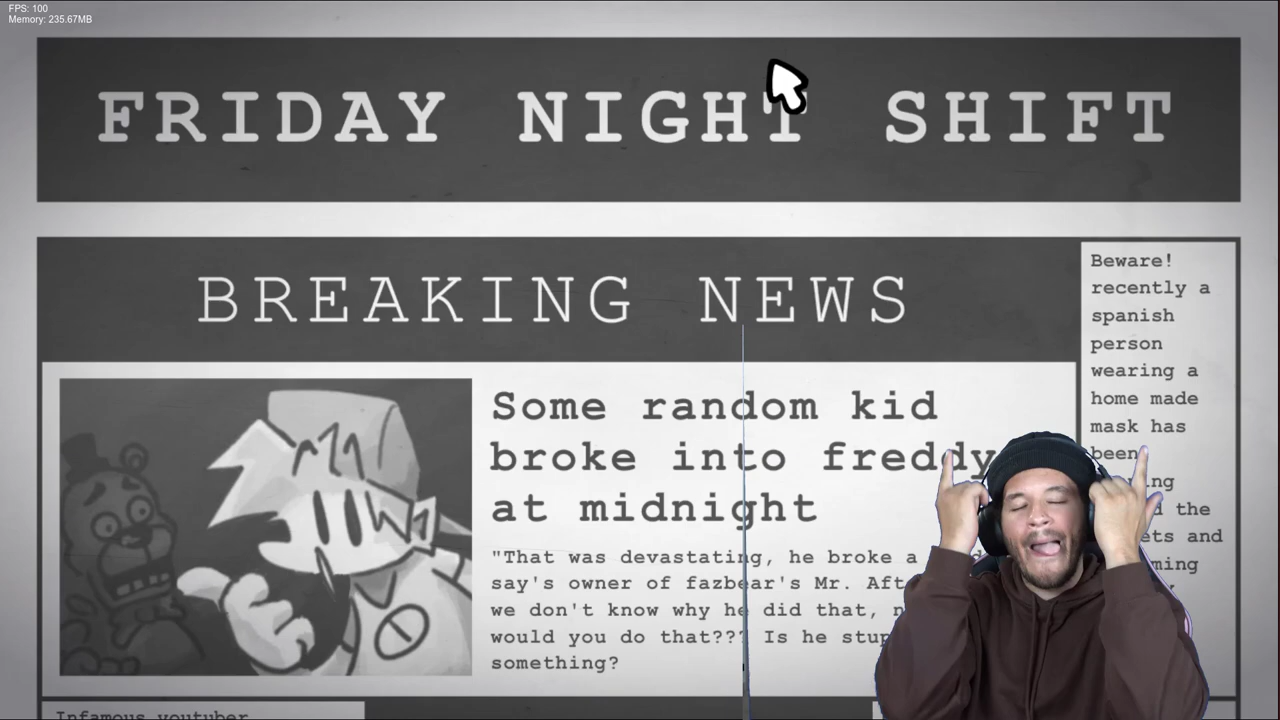 FPS: 100
Memory: 235.67MB
FRIDAY NIGHT SHIFT
BREAKING NEWS
Some random kid
broke into freddy
at midnight
"That was devastating, he broke a
say's owner of fazbear's Mr.
we don't know why he did that,
would you do that??? Is he
something?
Beware!
recently a
spanish
person
wearing a
home made
mask has
been
the
and
Infamous youtuber